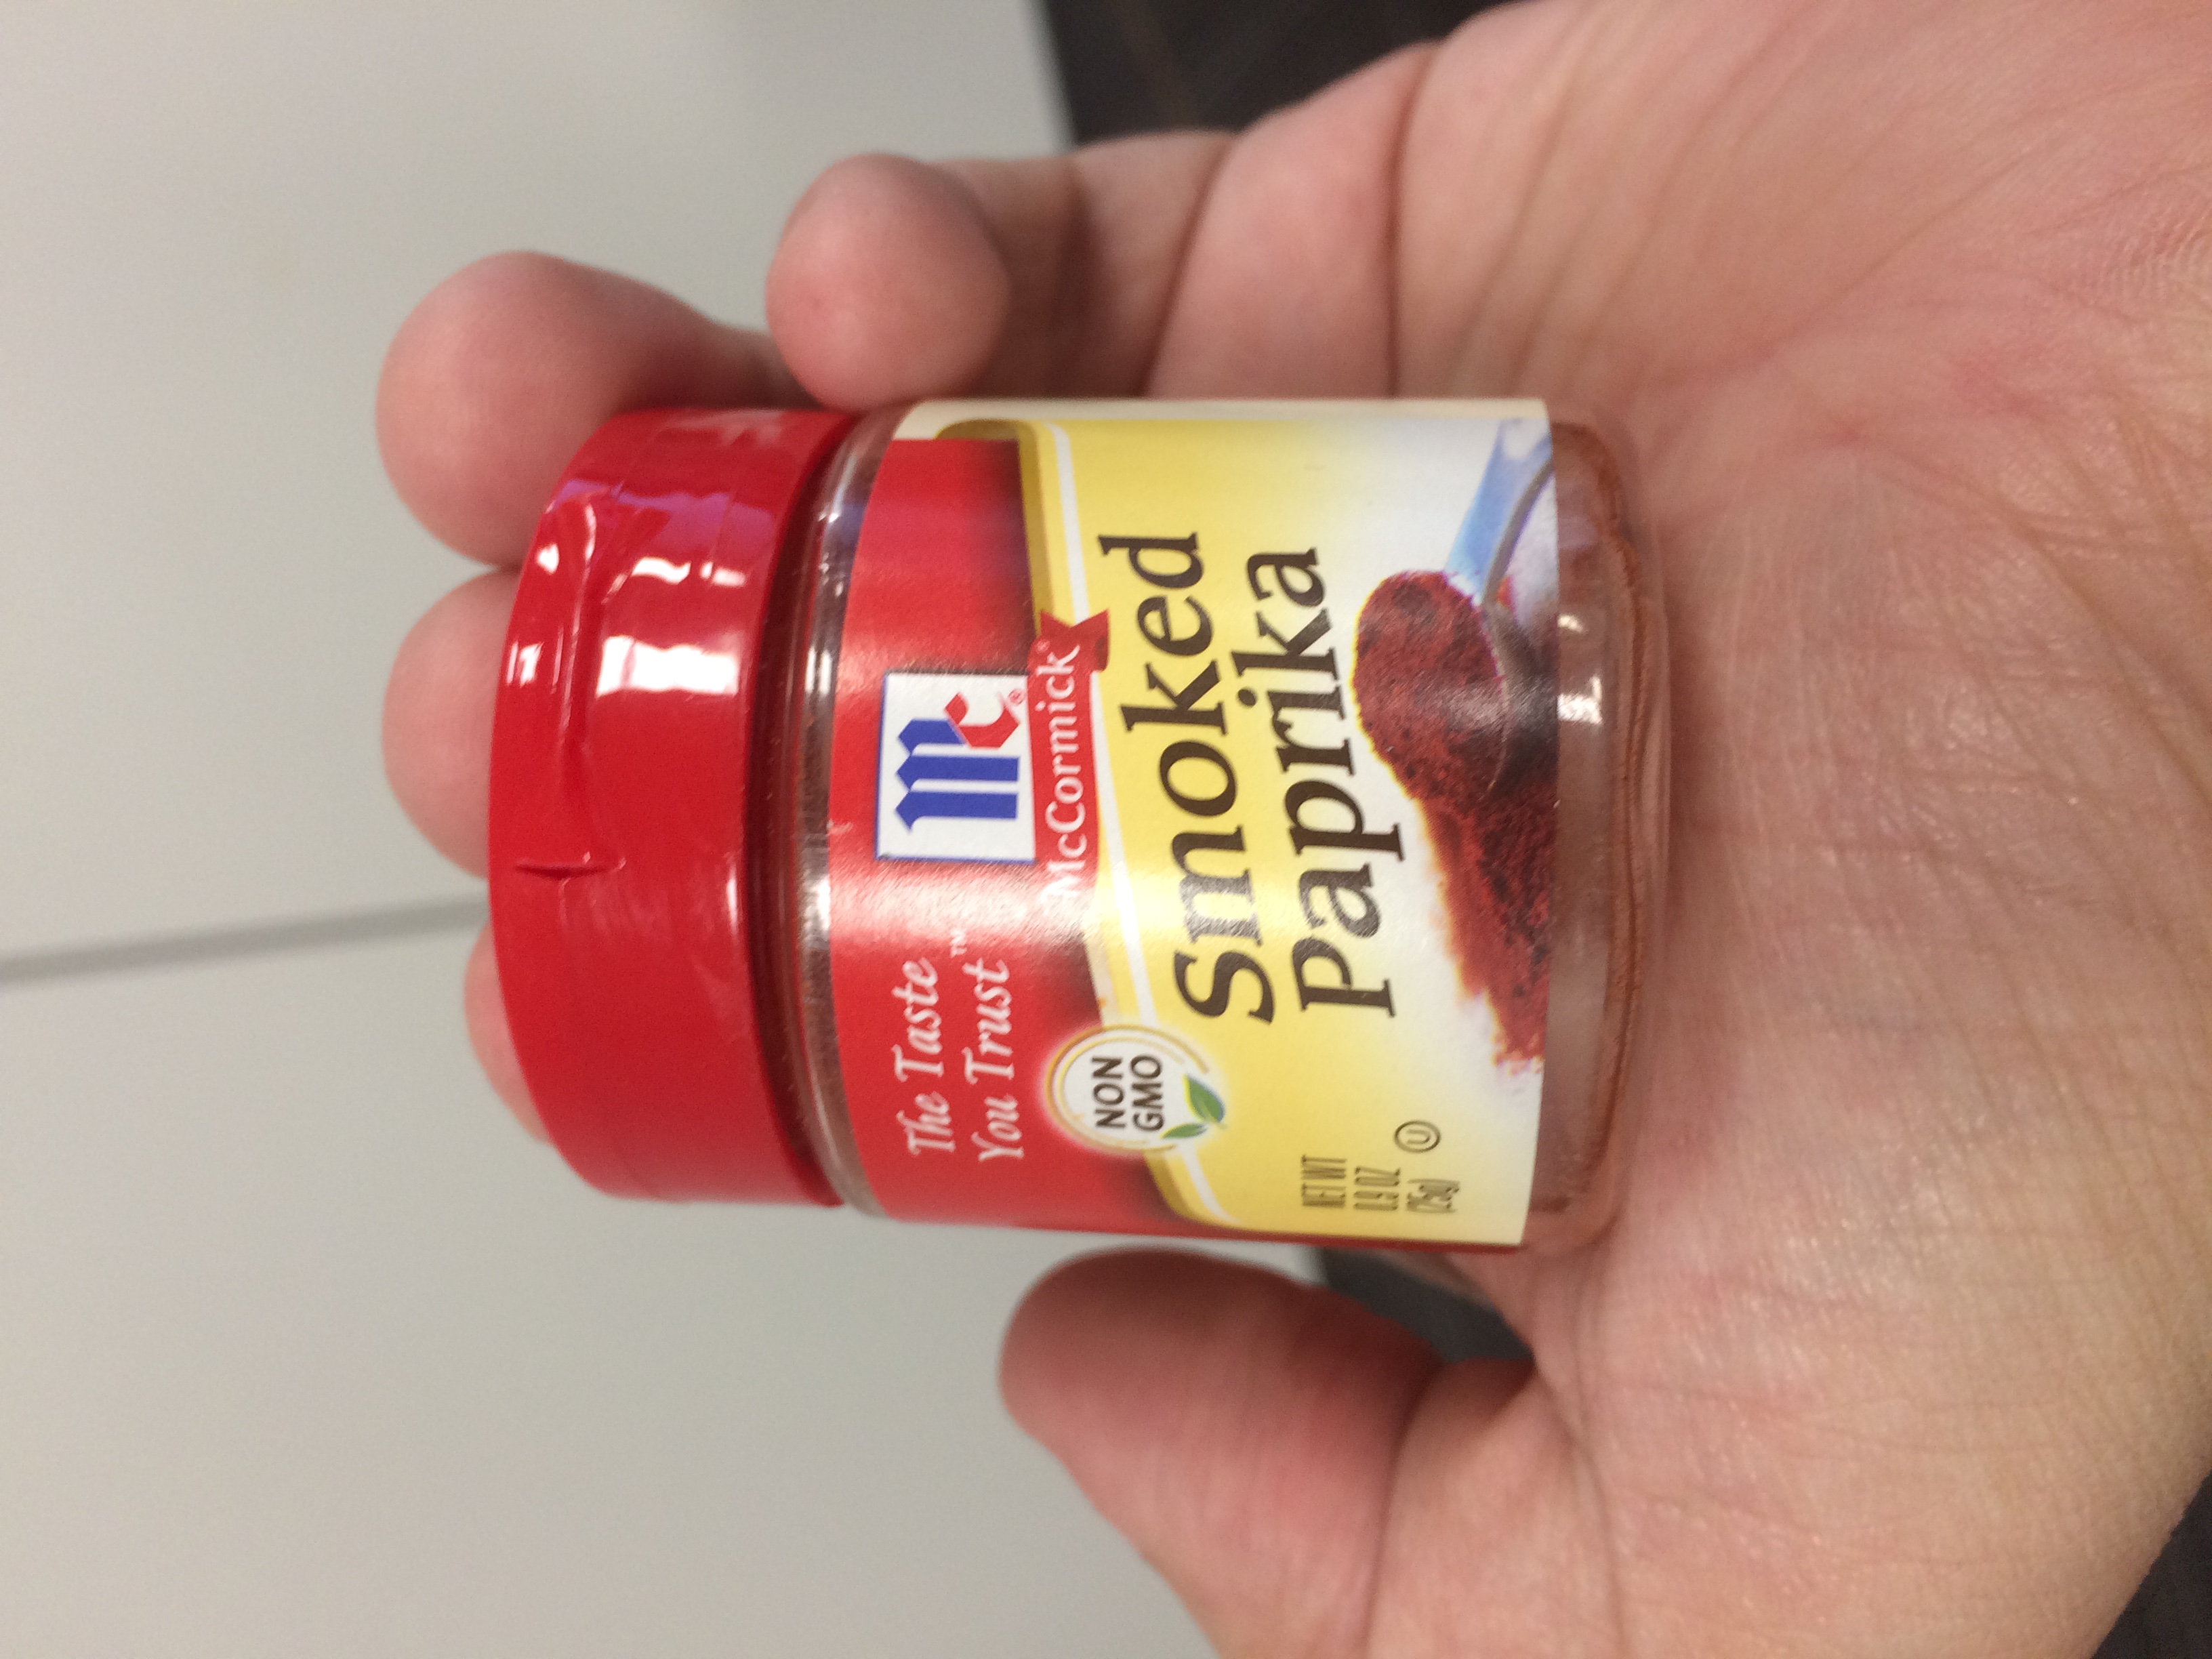 The Taste
You Trust™
Mc®
McCormick®
NON
GMO
Smoked
Paprika
NET WT
0.9 OZ
(25g)
U